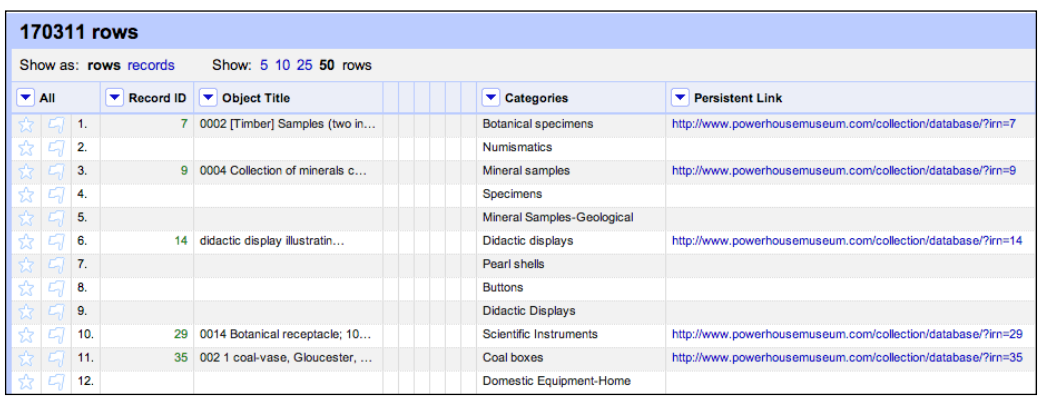 170311 rows
Show as: rows records Show: 5 10 25 50 rows
All Record ID Object Title Categories Persistent Link
1. 7 0002 [Timber] Samples (two in... Botanical specimens http://www.powerhousemuseum.com/collection/database/?irn=7
2. Numismatics
3. 9 0004 Collection of minerals c... Mineral samples http://www.powerhousemuseum.com/collection/database/?irn=9
4. Specimens
5. Mineral Samples-Geological
6. 14 didactic display illustratin... Didactic displays http://www.powerhousemuseum.com/collection/database/?irn=14
7. Pearl shells
8. Buttons
9. Didactic Displays
10. 29 0014 Botanical receptacle; 10... Scientific Instruments http://www.powerhousemuseum.com/collection/database/?irn=29
11. 35 002 1 coal-vase, Gloucester, ... Coal boxes http://www.powerhousemuseum.com/collection/database/?irn=35
12. Domestic Equipment-Home